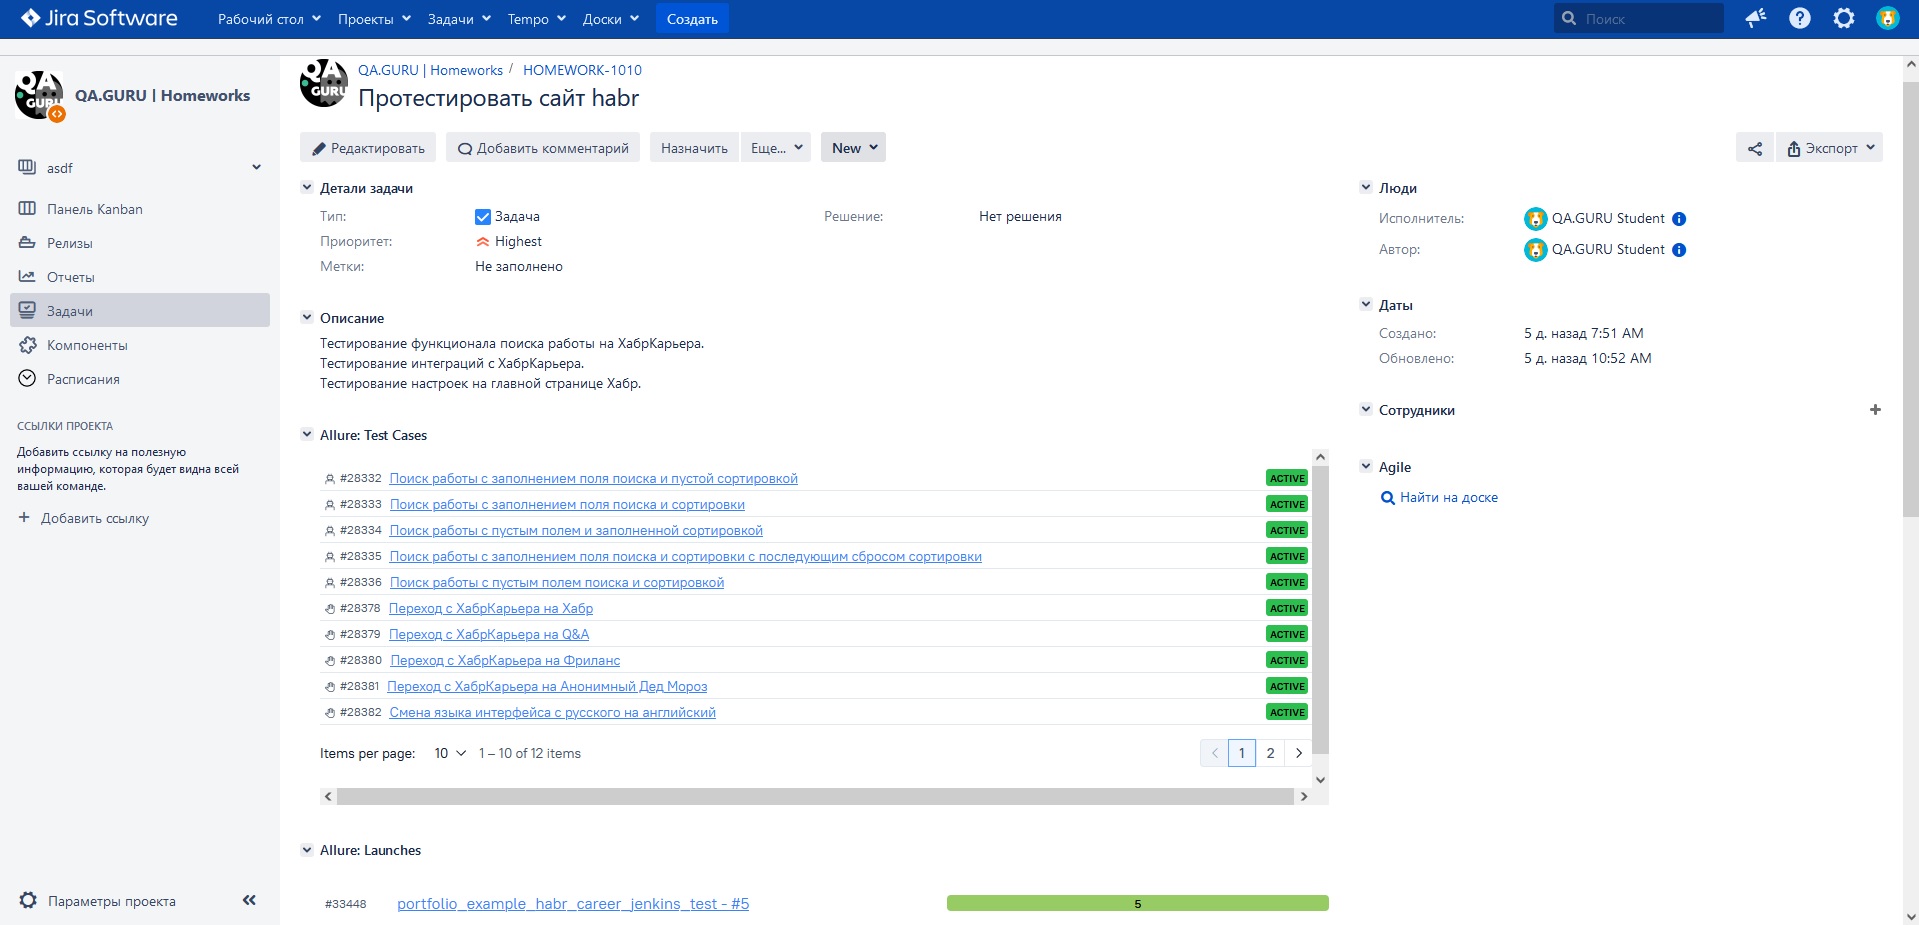 Jira Software
Рабочий стол Проекты Задачи Tempo Доски Создать Поиск
QA GURU
QA.GURU | Homeworks
asdf
Панель Kanban
Релизы
Отчеты
Задачи
Компоненты
Расписания
ССЫЛКИ ПРОЕКТА
Добавить ссылку на полезную
информацию, которая будет видна всей
вашей команде.
+ Добавить ссылку
Параметры проекта
QA GURU
QA.GURU | Homeworks / HOMEWORK-1010
Протестировать сайт habr
Редактировать Добавить комментарий Назначить Еще... New Экспорт
Детали задачи
Тип: Задача Решение: Нет решения
Приоритет: Highest
Метки: Не заполнено
Описание
Тестирование функционала поиска работы на ХабрКарьера.
Тестирование интеграций с ХабрКарьера.
Тестирование настроек на главной странице Хабр.
Allure: Test Cases
#28332 Поиск работы с заполнением поля поиска и пустой сортировкой ACTIVE
#28333 Поиск работы с заполнением поля поиска и сортировки ACTIVE
#28334 Поиск работы с пустым полем и заполненной сортировкой ACTIVE
#28335 Поиск работы с заполнением поля поиска и сортировки с последующим сбросом сортировки ACTIVE
#28336 Поиск работы с пустым полем поиска и сортировкой ACTIVE
#28378 Переход с ХабрКарьера на Хабр ACTIVE
#28379 Переход с ХабрКарьера на Q&A ACTIVE
#28380 Переход с ХабрКарьера на Фриланс ACTIVE
#28381 Переход с ХабрКарьера на Анонимный Дед Мороз ACTIVE
#28382 Смена языка интерфейса с русского на английский ACTIVE
Items per page: 10 1 – 10 of 12 items 1 2
Allure: Launches
#33448 portfolio_example_habr_career_jenkins_test - #5 5
Люди
Исполнитель: QA.GURU Student
Автор: QA.GURU Student
Даты
Создано: 5 д. назад 7:51 AM
Обновлено: 5 д. назад 10:52 AM
Сотрудники
Agile
Найти на доске